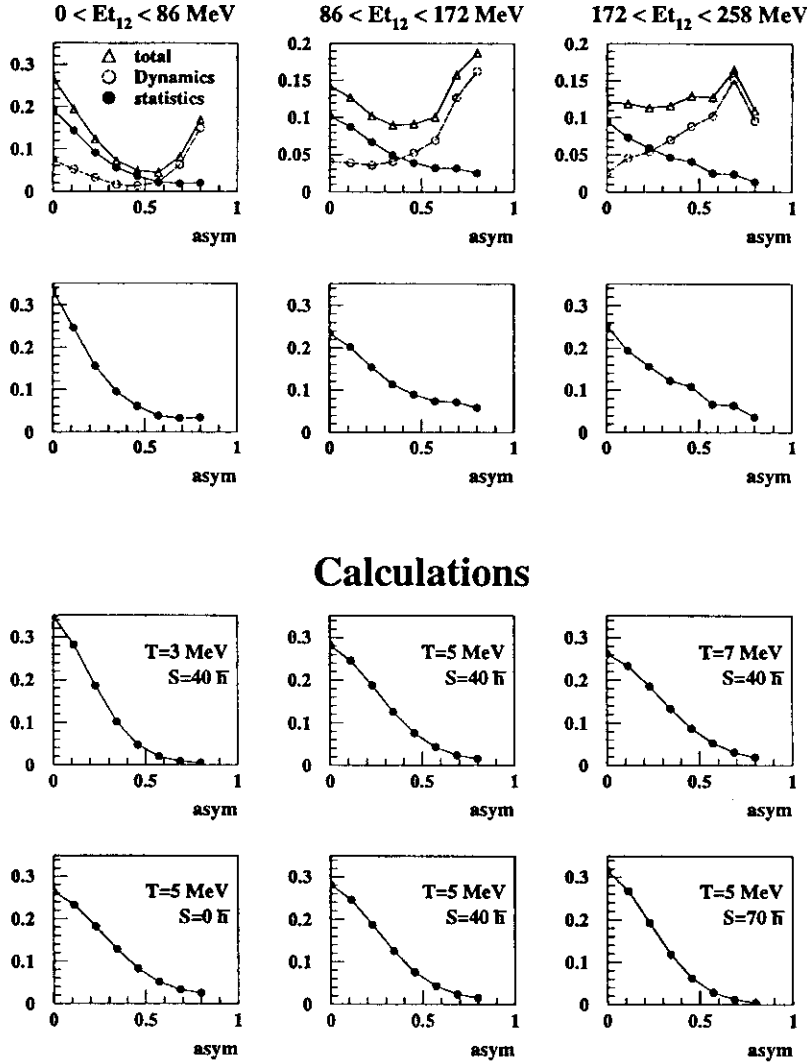 0 < Et12 < 86 MeV
86 < Et12 < 172 MeV
172 < Et12 < 258 MeV
0.3
0.2
0.1
0
0
0.5
1
asym
total
Dynamics
statistics
0.2
0.15
0.1
0.05
0
0
0.5
1
asym
0.2
0.15
0.1
0.05
0
0
0.5
1
asym
0.3
0.2
0.1
0
0
0.5
1
asym
0.3
0.2
0.1
0
0
0.5
1
asym
0.3
0.2
0.1
0
0
0.5
1
asym
Calculations
0.3
0.2
0.1
0
T=3 MeV
S=40 ħ
0
0.5
1
asym
0.3
0.2
0.1
0
T=5 MeV
S=40 ħ
0
0.5
1
asym
0.3
0.2
0.1
0
T=7 MeV
S=40 ħ
0
0.5
1
asym
0.3
0.2
0.1
0
T=5 MeV
S=0 ħ
0
0.5
1
asym
0.3
0.2
0.1
0
T=5 MeV
S=40 ħ
0
0.5
1
asym
0.3
0.2
0.1
0
T=5 MeV
S=70 ħ
0
0.5
1
asym